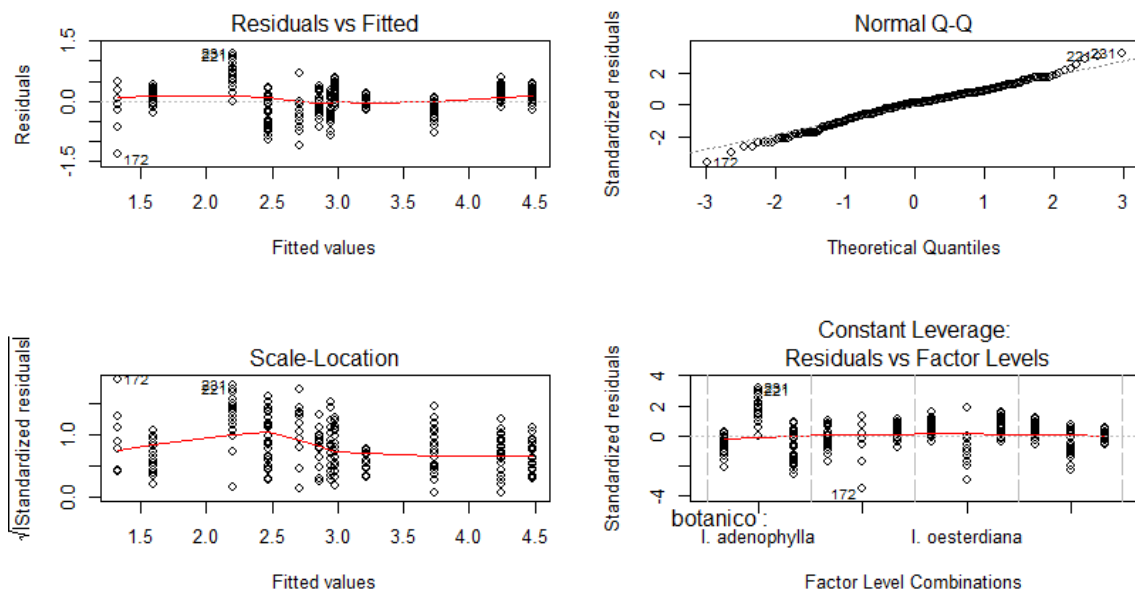 Residuals vs Fitted
Residuals
1.5
0.0
-1.5
231
221
172
1.5 2.0 2.5 3.0 3.5 4.0 4.5
Fitted values
Normal Q-Q
Standardized residuals
2
0
-2
221 231
172
-3 -2 -1 0 1 2 3
Theoretical Quantiles
Scale-Location
√|Standardized residuals|
1.0
0.0
172
231
221
1.5 2.0 2.5 3.0 3.5 4.0 4.5
Fitted values
Constant Leverage:
Residuals vs Factor Levels
Standardized residuals
4
2
0
-4
231
221
172
botanico :
I. adenophylla I. oesterdiana
Factor Level Combinations